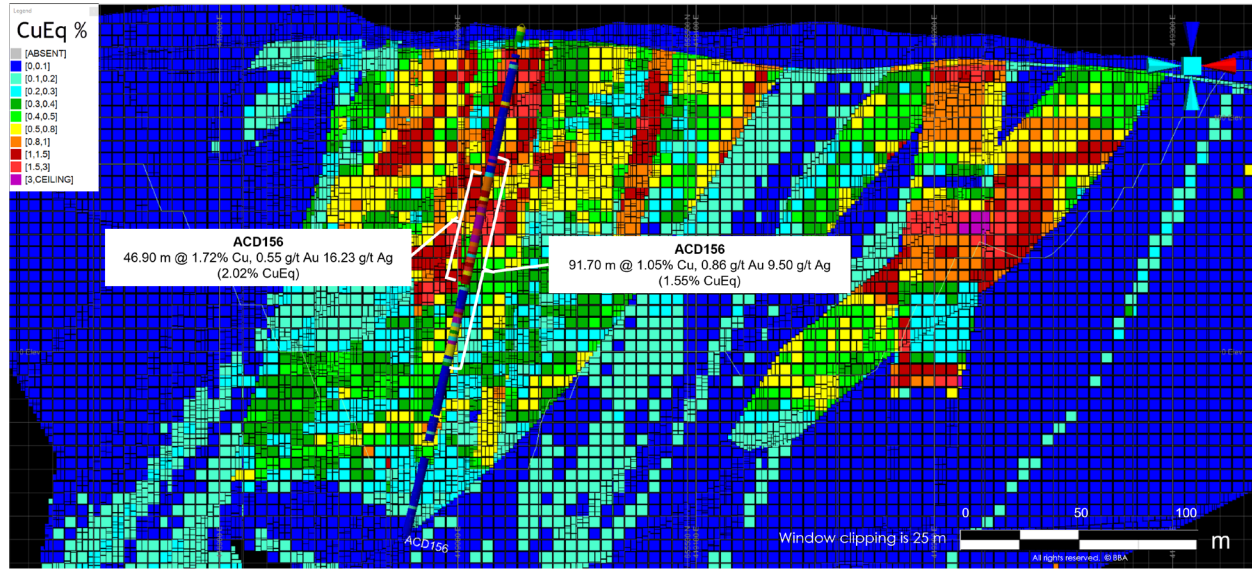 Legend
CuEq %
[ABSENT]
[0,0.1]
[0.1,0.2]
[0.2,0.3]
[0.3,0.4]
[0.4,0.5]
[0.5,0.8]
[0.8,1]
[1,1.5]
[1.5,3]
[3,CEILING]
ACD156
46.90 m @ 1.72% Cu, 0.55 g/t Au 16.23 g/t Ag
(2.02% CuEq)
ACD156
91.70 m @ 1.05% Cu, 0.86 g/t Au 9.50 g/t Ag
(1.55% CuEq)
0 Elev
0 Elev
ACD156
Window clipping is 25 m
0 50 100
m
All rights reserved. © BBA